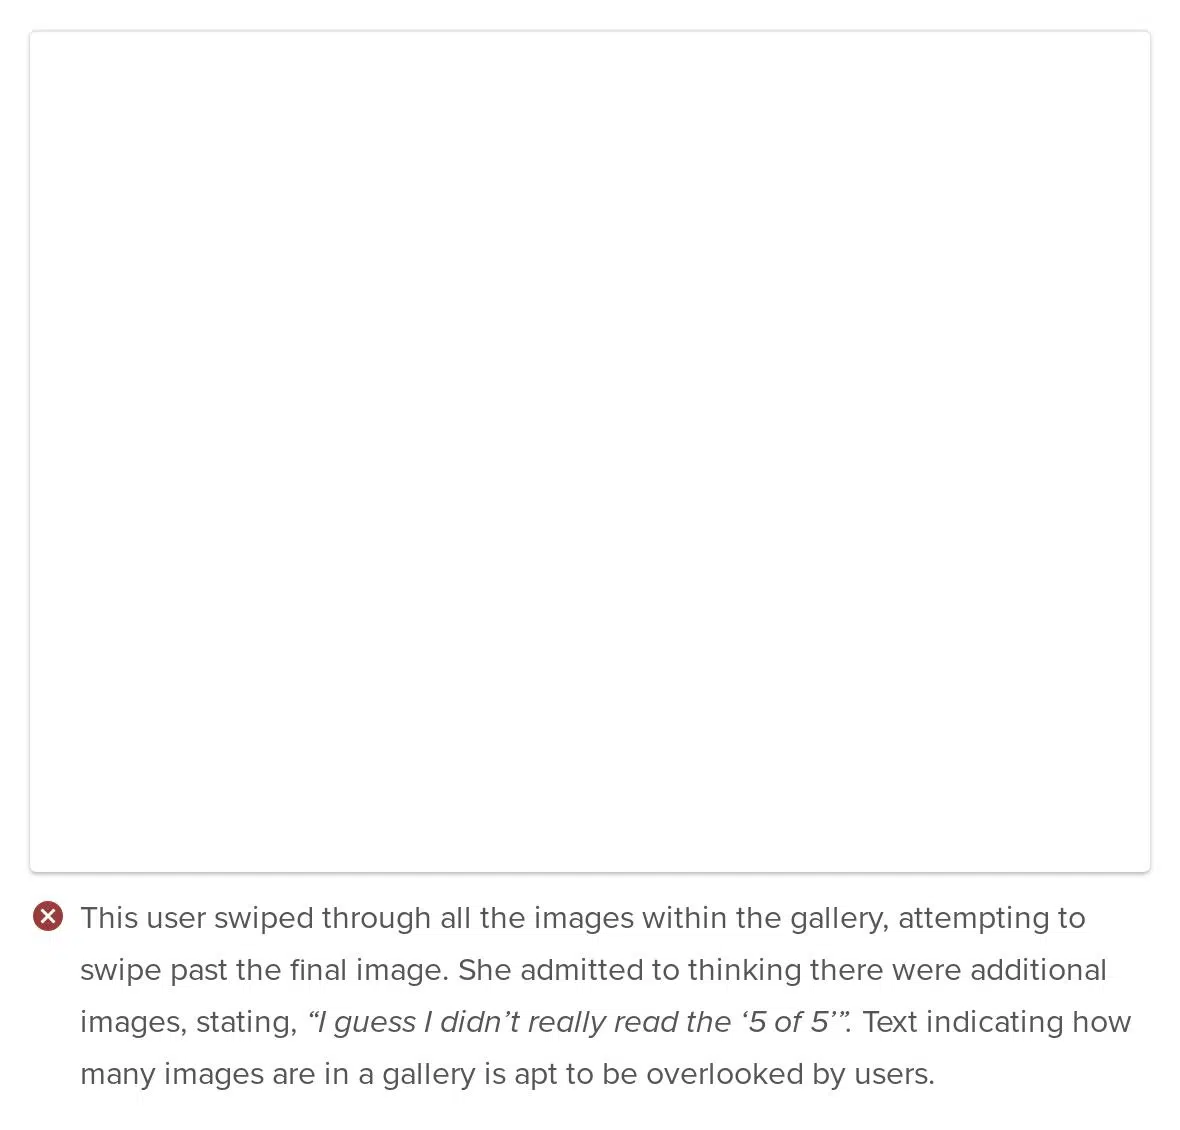 This user swiped through all the images within the gallery, attempting to
swipe past the final image. She admitted to thinking there were additional
images, stating, “I guess I didn’t really read the ‘5 of 5’”. Text indicating how
many images are in a gallery is apt to be overlooked by users.